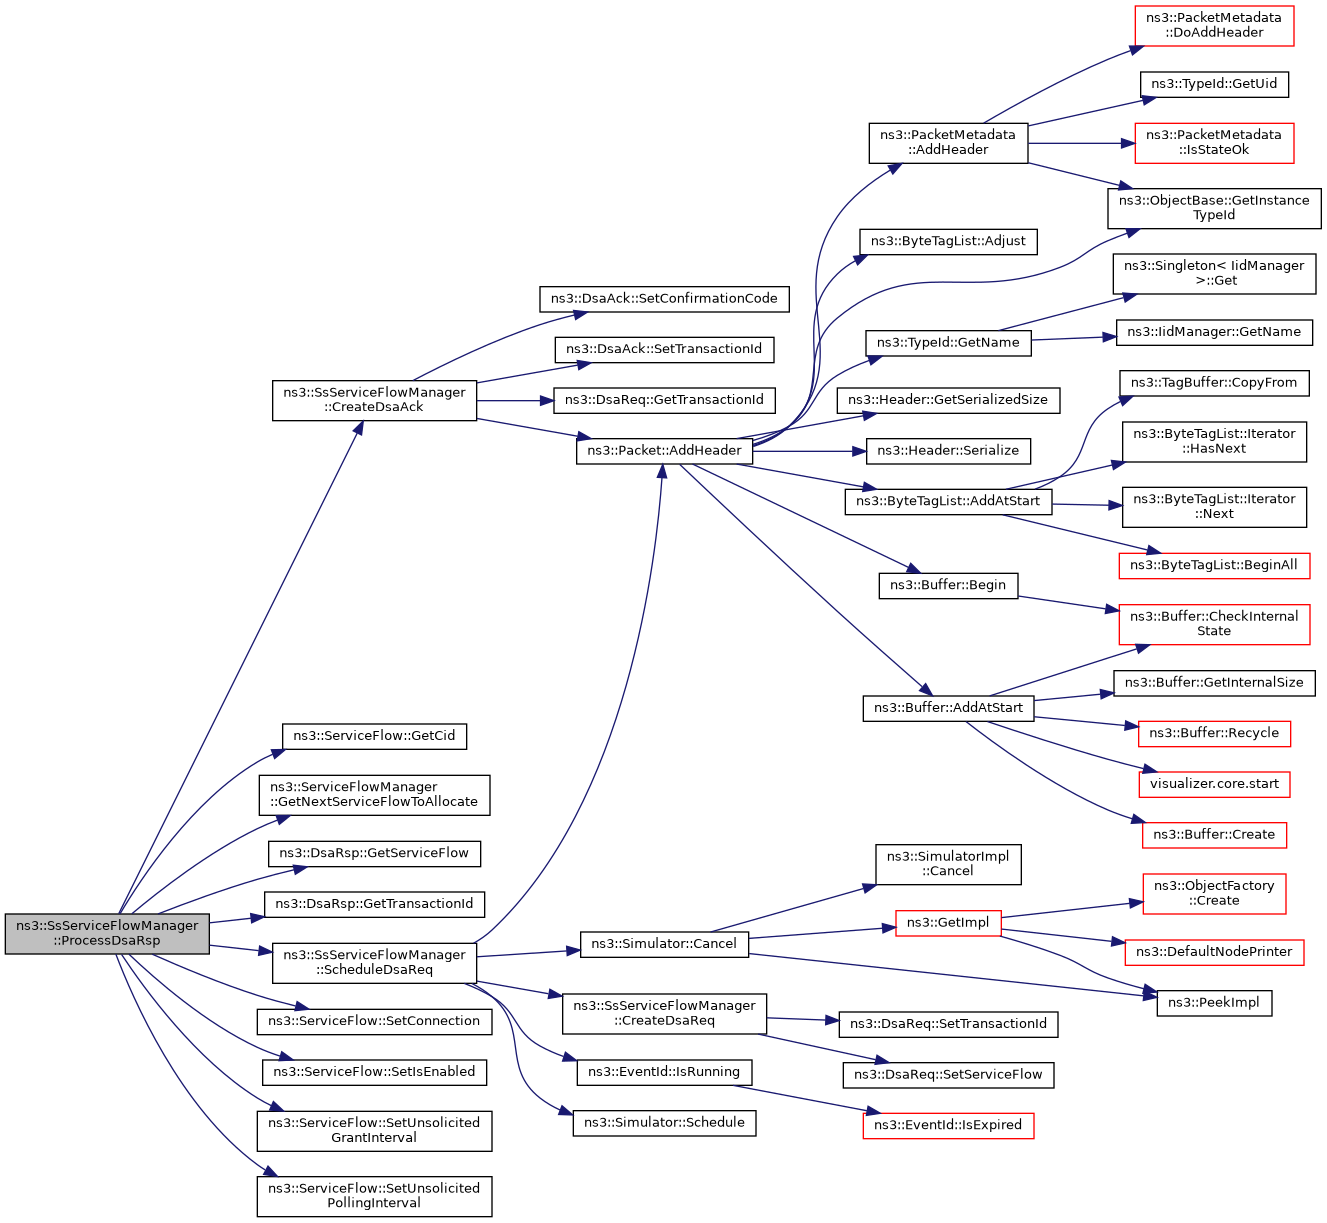 ns3::PacketMetadata
::DoAddHeader
ns3::TypeId::GetUid
ns3::PacketMetadata
::AddHeader
ns3::PacketMetadata
::IsStateOk
ns3::ObjectBase::GetInstance
TypeId
ns3::ByteTagList::Adjust
ns3::Singleton< IidManager
>::Get
ns3::DsaAck::SetConfirmationCode
ns3::TypeId::GetName
ns3::IidManager::GetName
ns3::DsaAck::SetTransactionId
ns3::SsServiceFlowManager
::CreateDsaAck
ns3::DsaReq::GetTransactionId
ns3::Header::GetSerializedSize
ns3::TagBuffer::CopyFrom
ns3::Packet::AddHeader
ns3::Header::Serialize
ns3::ByteTagList::Iterator
::HasNext
ns3::ByteTagList::AddAtStart
ns3::ByteTagList::Iterator
::Next
ns3::ByteTagList::BeginAll
ns3::Buffer::Begin
ns3::Buffer::CheckInternal
State
ns3::Buffer::GetInternalSize
ns3::Buffer::AddAtStart
ns3::Buffer::Recycle
ns3::ServiceFlow::GetCid
visualizer.core.start
ns3::ServiceFlowManager
::GetNextServiceFlowToAllocate
ns3::Buffer::Create
ns3::DsaRsp::GetServiceFlow
ns3::SimulatorImpl
::Cancel
ns3::DsaRsp::GetTransactionId
ns3::ObjectFactory
::Create
ns3::SsServiceFlowManager
::ProcessDsaRsp
ns3::GetImpl
ns3::Simulator::Cancel
ns3::DefaultNodePrinter
ns3::SsServiceFlowManager
::ScheduleDsaReq
ns3::PeekImpl
ns3::SsServiceFlowManager
::CreateDsaReq
ns3::ServiceFlow::SetConnection
ns3::DsaReq::SetTransactionId
ns3::ServiceFlow::SetIsEnabled
ns3::EventId::IsRunning
ns3::DsaReq::SetServiceFlow
ns3::ServiceFlow::SetUnsolicited
GrantInterval
ns3::Simulator::Schedule
ns3::EventId::IsExpired
ns3::ServiceFlow::SetUnsolicited
PollingInterval